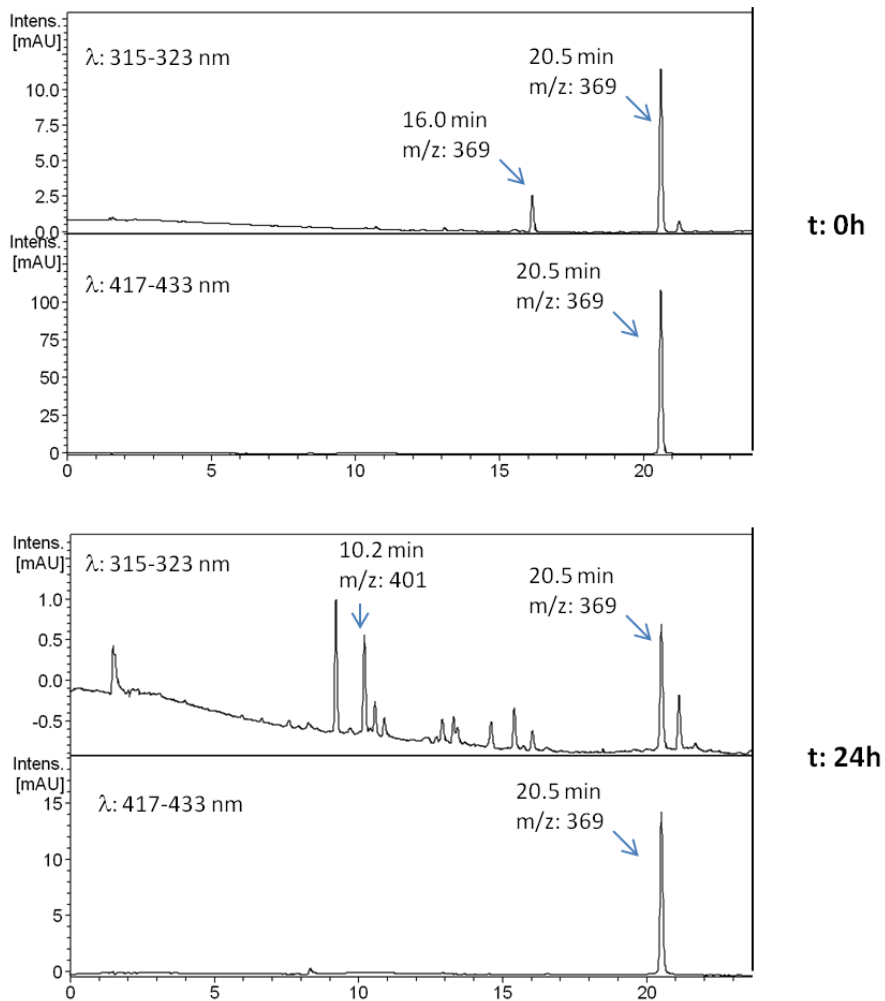 Intens.
[mAU]
λ: 315-323 nm
20.5 min
m/z: 369
16.0 min
m/z: 369
10.0
7.5
5.0
2.5
0.0
t: 0h
Intens.
[mAU]
λ: 417-433 nm
20.5 min
m/z: 369
100
75
50
25
0
0 5 10 15 20
Intens.
[mAU]
λ: 315-323 nm
10.2 min
m/z: 401
20.5 min
m/z: 369
1.0
0.5
0.0
-0.5
t: 24h
Intens.
[mAU]
λ: 417-433 nm
20.5 min
m/z: 369
15
10
5
0
0 5 10 15 20